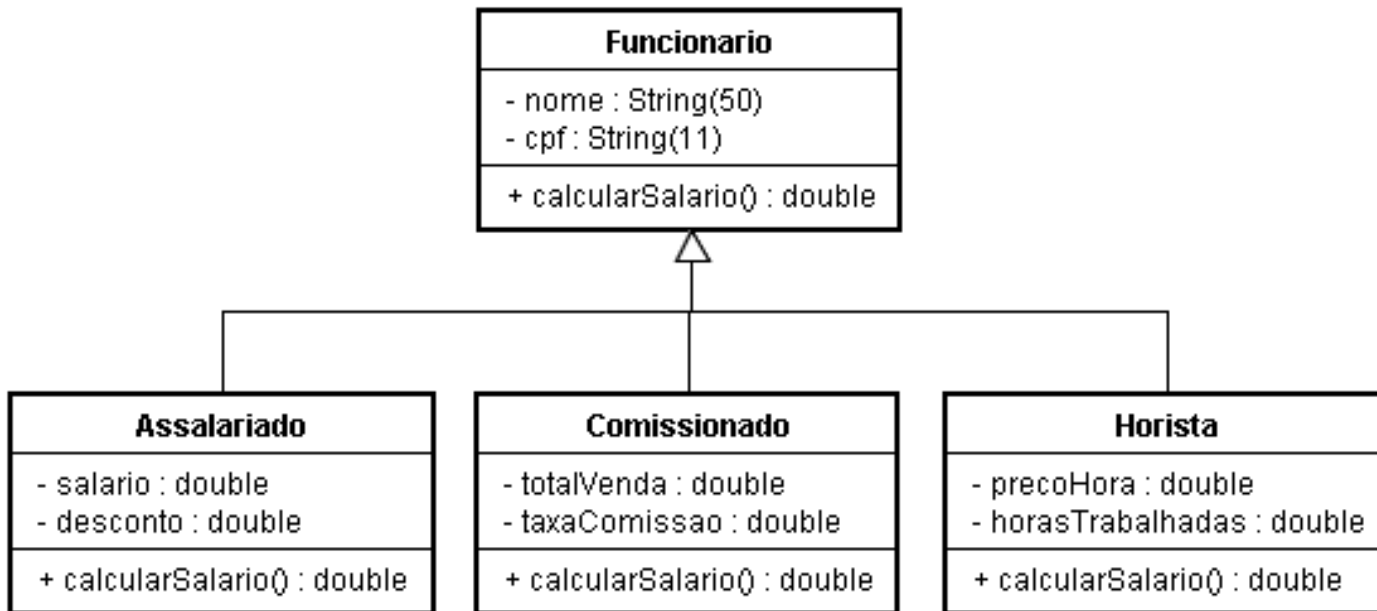 Funcionario
- nome : String(50)
- cpf : String(11)
+ calcularSalario() : double
Assalariado
- salario : double
- desconto : double
+ calcularSalario() : double
Comissionado
- totalVenda : double
- taxaComissao : double
+ calcularSalario() : double
Horista
- precoHora : double
- horasTrabalhadas : double
+ calcularSalario() : double